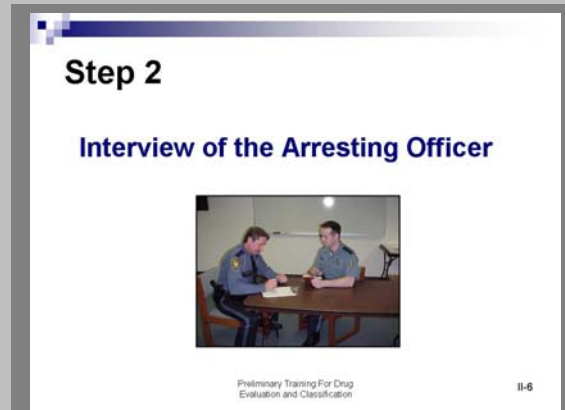 Step 2
Interview of the Arresting Officer
Preliminary Training For Drug
Evaluation and Classification
II-6